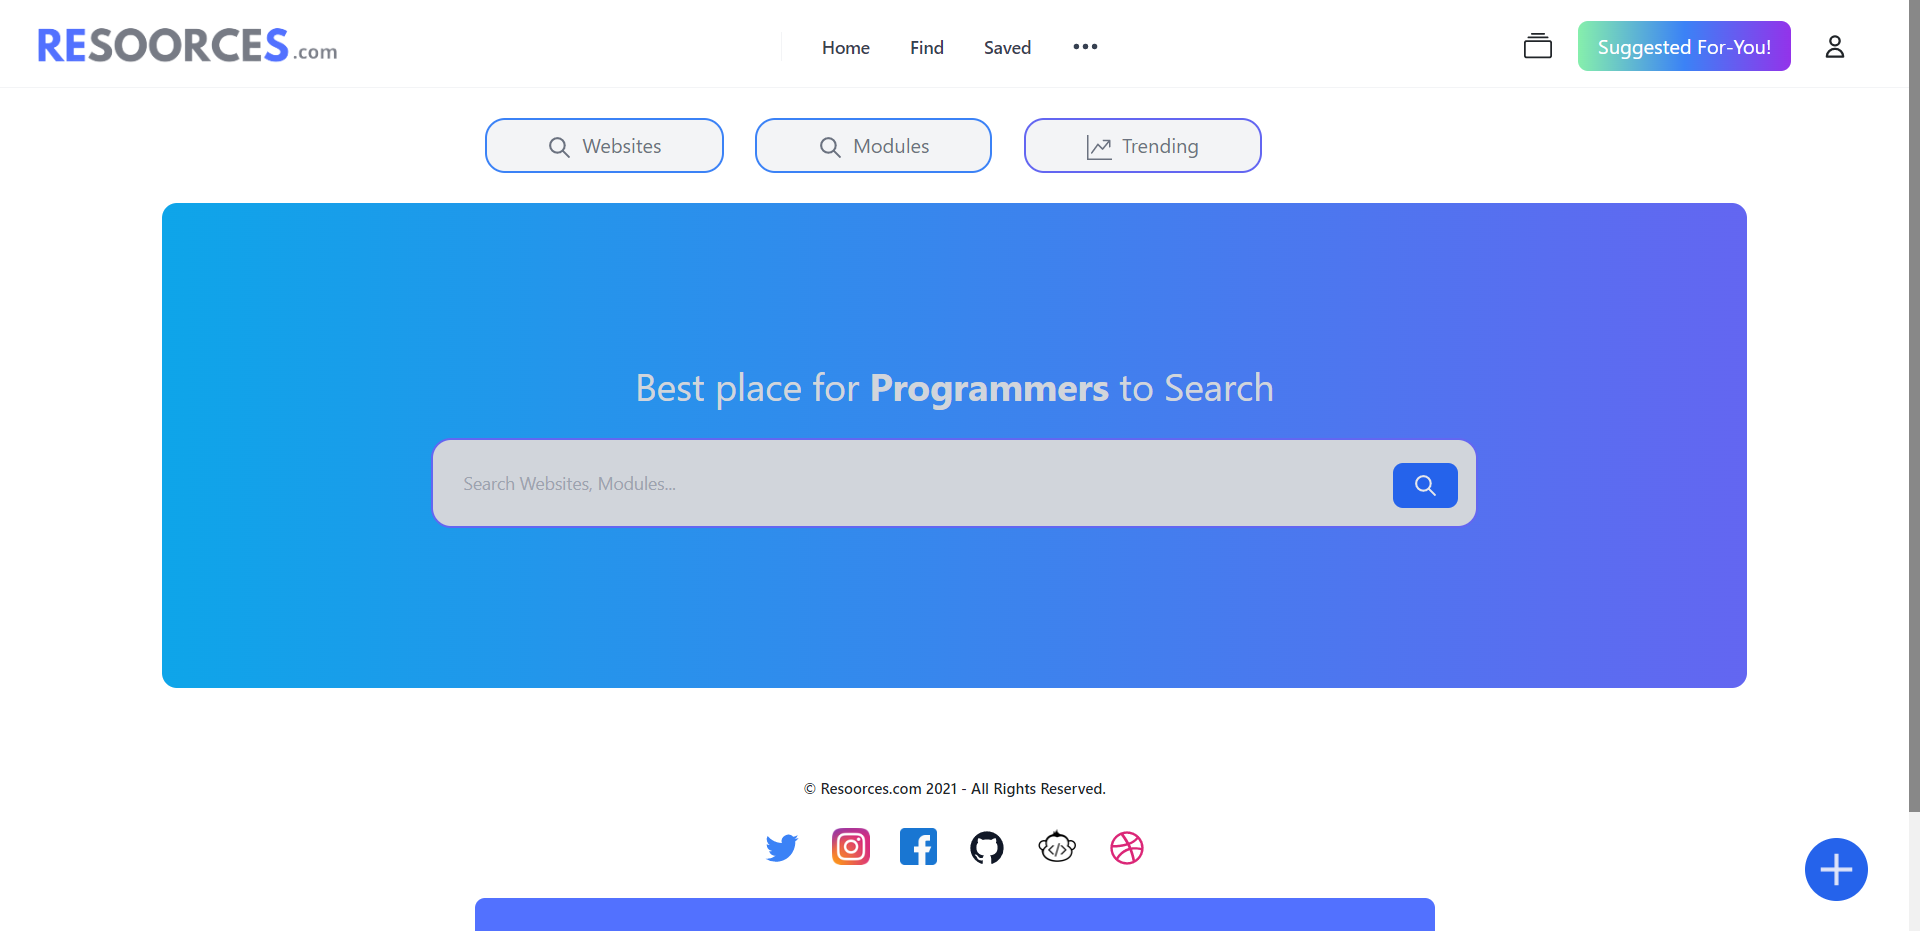 RESOORCES.com
Home Find Saved
Suggested For-You!
Websites Modules Trending
Best place for Programmers to Search
Search Websites, Modules...
© Resoorces.com 2021 - All Rights Reserved.